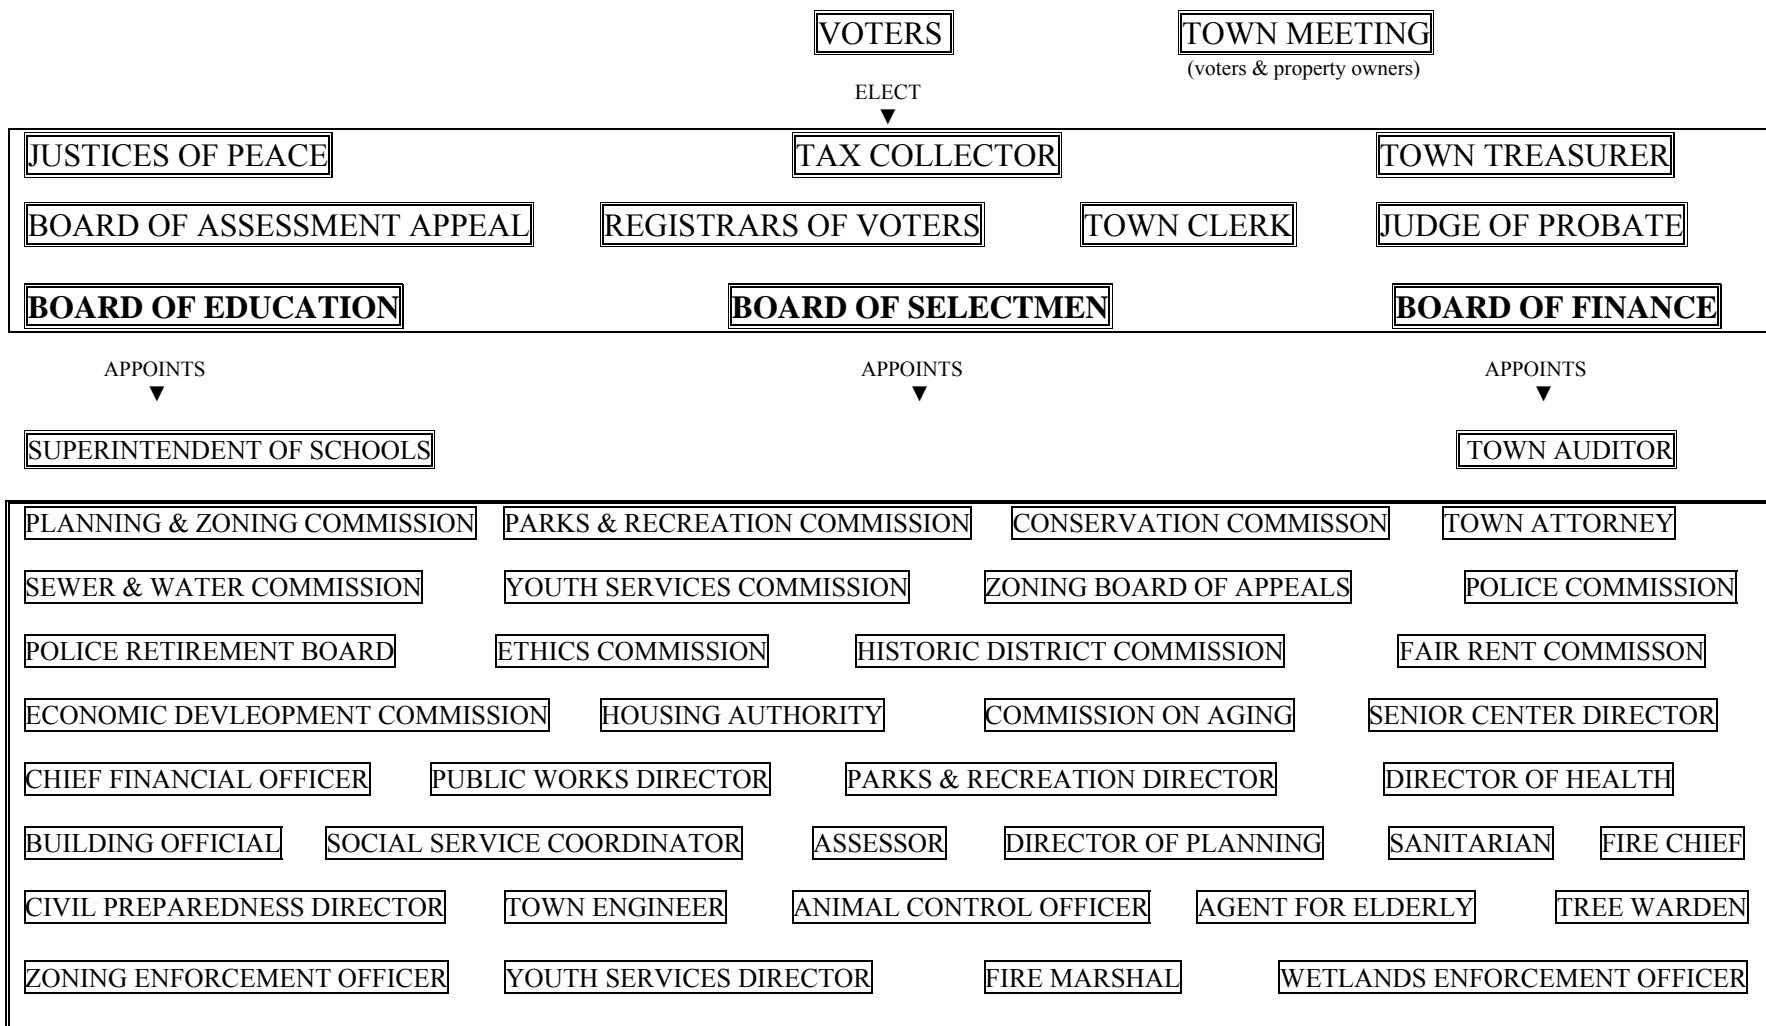 VOTERS TOWN MEETING
(voters & property owners)
ELECT
▼
JUSTICES OF PEACE TAX COLLECTOR TOWN TREASURER
BOARD OF ASSESSMENT APPEAL REGISTRARS OF VOTERS TOWN CLERK JUDGE OF PROBATE
BOARD OF EDUCATION BOARD OF SELECTMEN BOARD OF FINANCE
APPOINTS APPOINTS APPOINTS
▼ ▼ ▼
SUPERINTENDENT OF SCHOOLS TOWN AUDITOR
PLANNING & ZONING COMMISSION PARKS & RECREATION COMMISSION CONSERVATION COMMISSON TOWN ATTORNEY
SEWER & WATER COMMISSION YOUTH SERVICES COMMISSION ZONING BOARD OF APPEALS POLICE COMMISSION
POLICE RETIREMENT BOARD ETHICS COMMISSION HISTORIC DISTRICT COMMISSION FAIR RENT COMMISSON
ECONOMIC DEVLEOPMENT COMMISSION HOUSING AUTHORITY COMMISSION ON AGING SENIOR CENTER DIRECTOR
CHIEF FINANCIAL OFFICER PUBLIC WORKS DIRECTOR PARKS & RECREATION DIRECTOR DIRECTOR OF HEALTH
BUILDING OFFICIAL SOCIAL SERVICE COORDINATOR ASSESSOR DIRECTOR OF PLANNING SANITARIAN FIRE CHIEF
CIVIL PREPAREDNESS DIRECTOR TOWN ENGINEER ANIMAL CONTROL OFFICER AGENT FOR ELDERLY TREE WARDEN
ZONING ENFORCEMENT OFFICER YOUTH SERVICES DIRECTOR FIRE MARSHAL WETLANDS ENFORCEMENT OFFICER